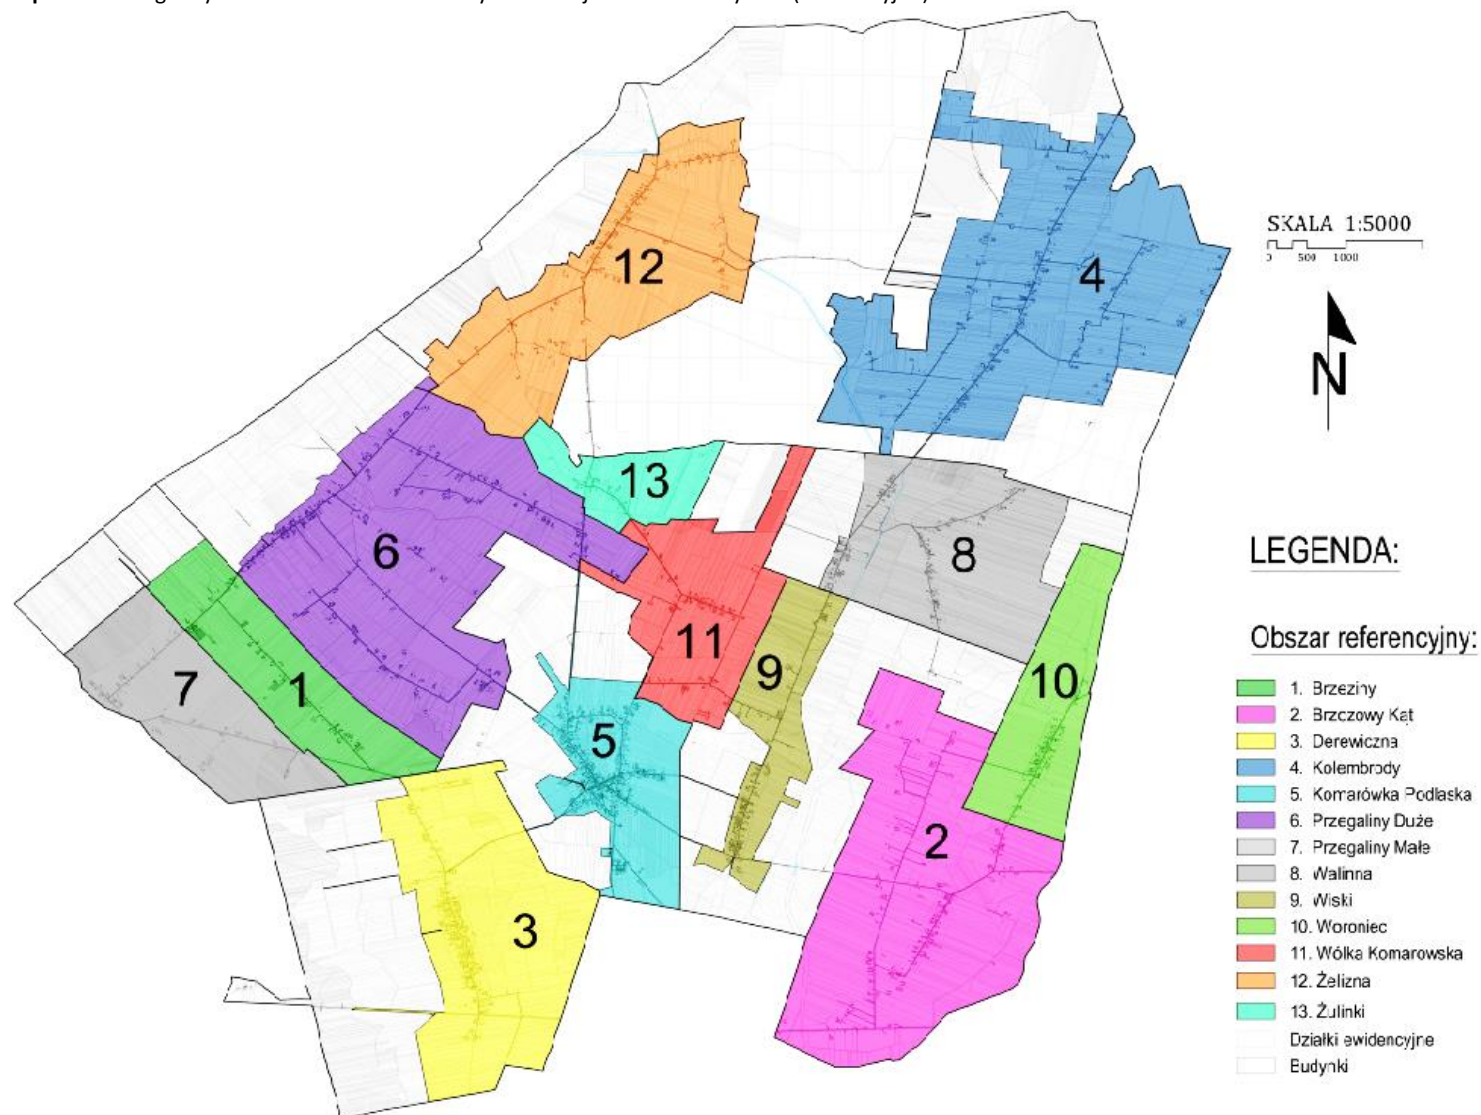 12
4
SKALA 1:5000
500 1000
N
13
6
8
11
7
1
9
10
5
2
3
LEGENDA:
Obszar referencyjny:
1. Brzeziny
2. Brzczowy Kąt
3. Derewiczna
4. Kolembrody
5. Komarówka Podlaska
6. Przegaliny Duże
7. Przegaliny Małe
8. Walinna
9. Wiski
10. Woroniec
11. Wólka Komarowska
12. Żelizna
13. Żulinki
Działki ewidencyjne
Budynki